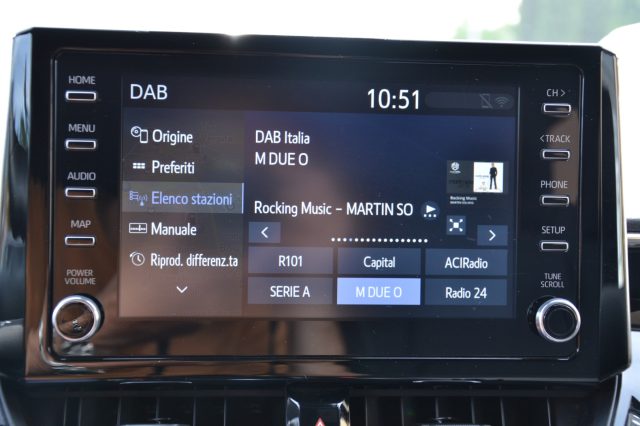 HOME
MENU
AUDIO
MAP
POWER
VOLUME
DAB
10:51
Origine
Preferiti
Elenco stazioni
Manuale
Riprod. differenz.ta
DAB Italia
M DUE O
Rocking Music - MARTIN SO
Rocking Music
R101
Capital
ACIRadio
SERIE A
M DUE O
Radio 24
CH >
< TRACK
PHONE
SETUP
TUNE
SCROLL